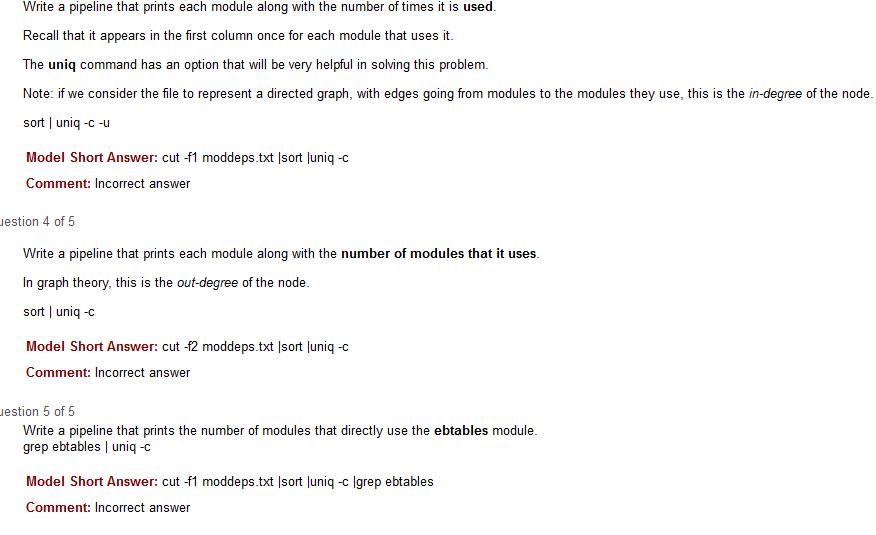 Write a pipeline that prints each module along with the number of times it is used.
Recall that it appears in the first column once for each module that uses it.
The uniq command has an option that will be very helpful in solving this problem.
Note: if we consider the file to represent a directed graph, with edges going from modules to the modules they use, this is the in-degree of the node.
sort | uniq -c -u
Model Short Answer: cut -f1 moddeps.txt |sort |uniq -c
Comment: Incorrect answer
uestion 4 of 5
Write a pipeline that prints each module along with the number of modules that it uses.
In graph theory, this is the out-degree of the node.
sort | uniq -c
Model Short Answer: cut -f2 moddeps.txt |sort |uniq -c
Comment: Incorrect answer
uestion 5 of 5
Write a pipeline that prints the number of modules that directly use the ebtables module.
grep ebtables | uniq -c
Model Short Answer: cut -f1 moddeps.txt |sort |uniq -c |grep ebtables
Comment: Incorrect answer